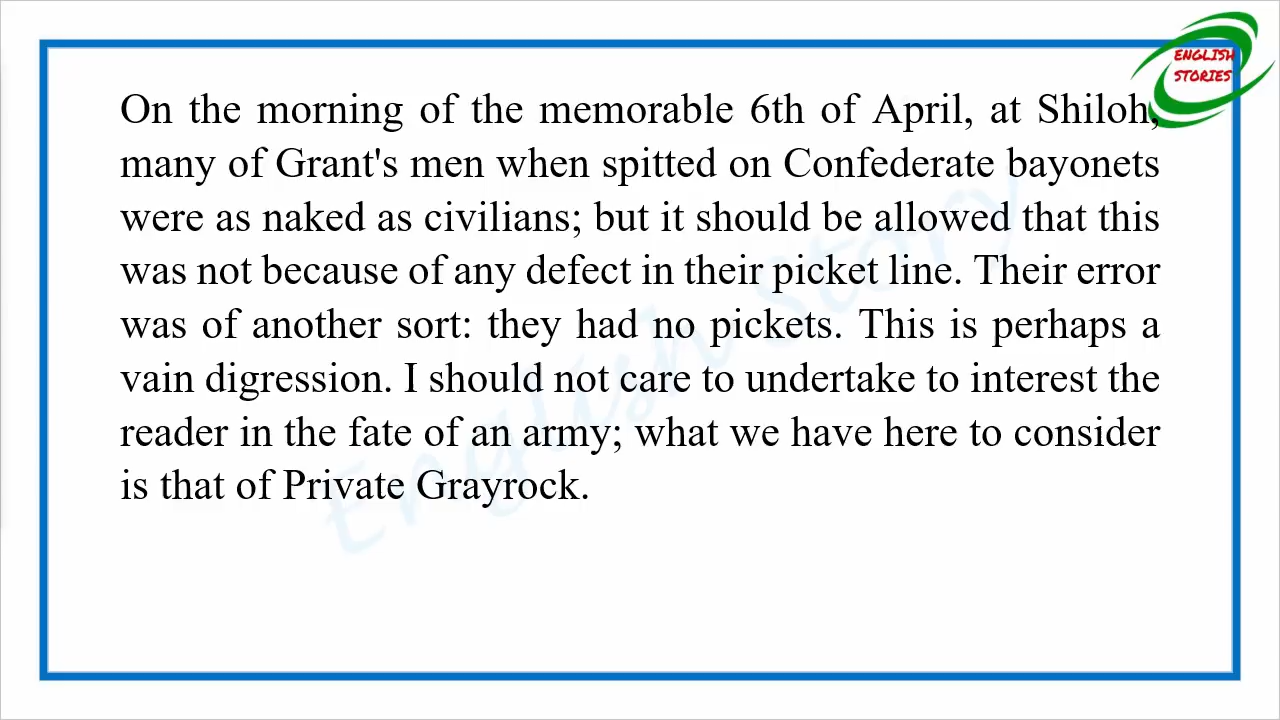 ENGLISH
STORIES
On the morning of the memorable 6th of April, at Shiloh,
many of Grant's men when spitted on Confederate bayonets
were as naked as civilians; but it should be allowed that this
was not because of any defect in their picket line. Their error
was of another sort: they had no pickets. This is perhaps a
vain digression. I should not care to undertake to interest the
reader in the fate of an army; what we have here to consider
is that of Private Grayrock.
English Story